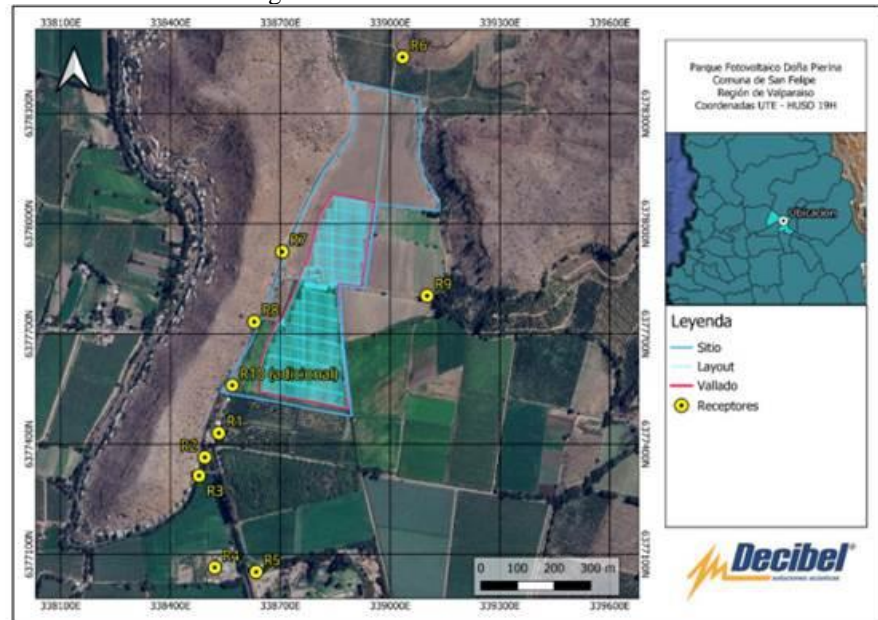 338100E 338400E 338700E 339000E 339300E 339600E
6378300N
6378000N
6377700N
6377400N
6377100N
R6
R7
R8
R9
R10 (adicional)
R1
R2
R3
R4
R5
0 100 200 300 m
338100E 338400E 338700E 339000E 339300E 339600E
6378300N
6378000N
6377700N
6377400N
6377100N
Parque Fotovoltaico Doña Pierina
Comuna de San Felipe
Región de Valparaiso
Coordenadas UTE - HUSO 19H
Ubicación
Leyenda
Sitio
Layout
Vallado
Receptores
Decibel®
soluciones acústicas